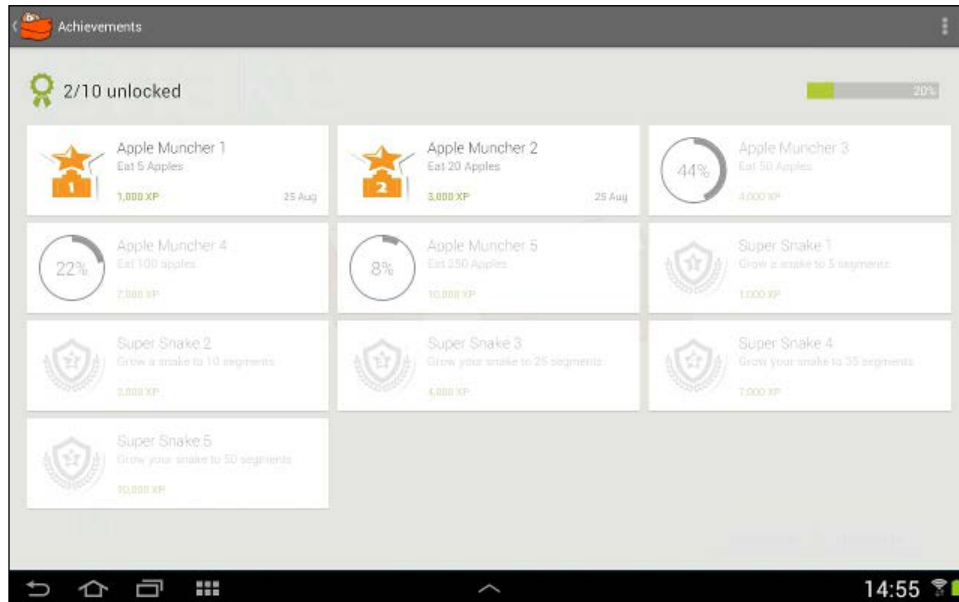 Achievements
2/10 unlocked
20%
Apple Muncher 1
Eat 5 Apples
1,000 XP
25 Aug
Apple Muncher 2
Eat 20 Apples
3,000 XP
25 Aug
44%
Apple Muncher 3
Eat 50 Apples
4,000 XP
22%
Apple Muncher 4
Eat 100 apples
7,000 XP
8%
Apple Muncher 5
Eat 250 Apples
10,000 XP
Super Snake 1
Grow a snake to 5 segments
1,000 XP
Super Snake 2
Grow a snake to 10 segments
2,000 XP
Super Snake 3
Grow your snake to 25 segments
4,000 XP
Super Snake 4
Grow your snake to 35 segments
7,000 XP
Super Snake 5
Grow your snake to 50 segments
10,000 XP
1
2
14:55